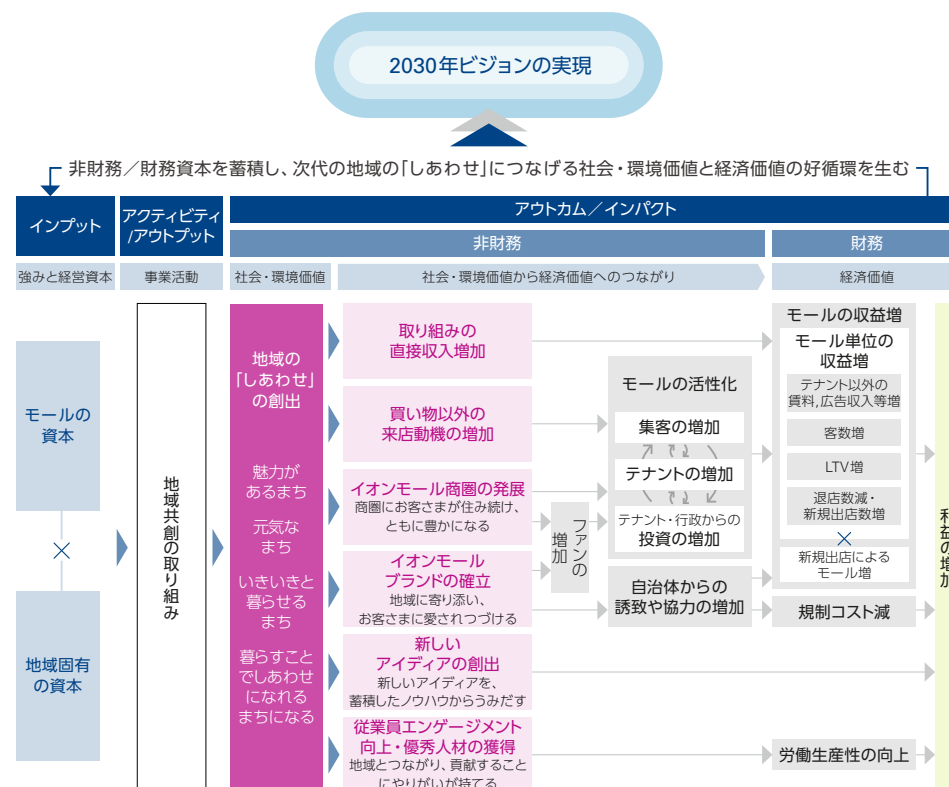 2030年ビジョンの実現
非財務／財務資本を蓄積し、次代の地域の「しあわせ」につなげる社会・環境価値と経済価値の好循環を生む
インプット
アクティビティ
/アウトプット
アウトカム／インパクト
非財務
財務
強みと経営資本
事業活動
社会・環境価値
社会・環境価値から経済価値へのつながり
経済価値
モールの
資本
×
地域固有
の資本
地域共創の取り組み
地域の
「しあわせ」
の創出
魅力が
あるまち
元気な
まち
いきいきと
暮らせる
まち
暮らすこと
でしあわせ
になれる
まちになる
取り組みの
直接収入増加
買い物以外の
来店動機の増加
イオンモール商圏の発展
商圏にお客さまが住み続け、
ともに豊かになる
イオンモール
ブランドの確立
地域に寄り添い、
お客さまに愛されつづける
新しい
アイディアの創出
新しいアイディアを、
蓄積したノウハウからうみだす
従業員エンゲージメント
向上・優秀人材の獲得
地域とつながり、貢献すること
にやりがいが持てる
ファンの
増加
モールの活性化
集客の増加
テナントの増加
テナント・行政からの
投資の増加
自治体からの
誘致や協力の増加
モールの収益増
モール単位の
収益増
テナント以外の
賃料,広告収入等増
客数増
LTV増
退店数減・
新規出店数増
×
新規出店による
モール増
規制コスト減
労働生産性の向上
利益の増加